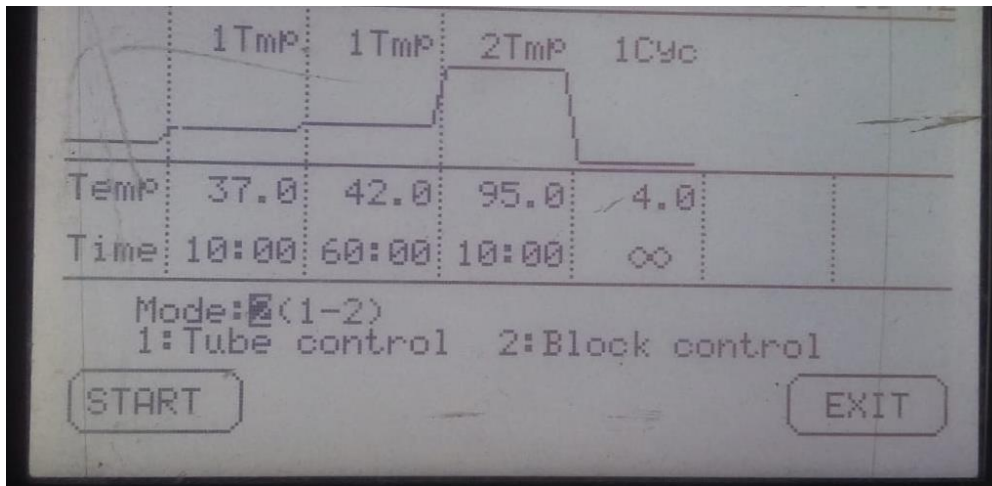 1Tmp 1Tmp 2Tmp 1Cyc
Temp 37.0 42.0 95.0 4.0
Time 10:00 60:00 10:00 ∞
Mode:2(1-2)
1:Tube control 2:Block control
START EXIT